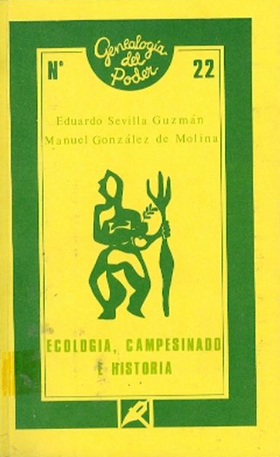 Genealogía
del
Poder
N° 22
Eduardo Sevilla Guzmán
Manuel González de Molina
ECOLOGIA, CAMPESINADO
E HISTORIA